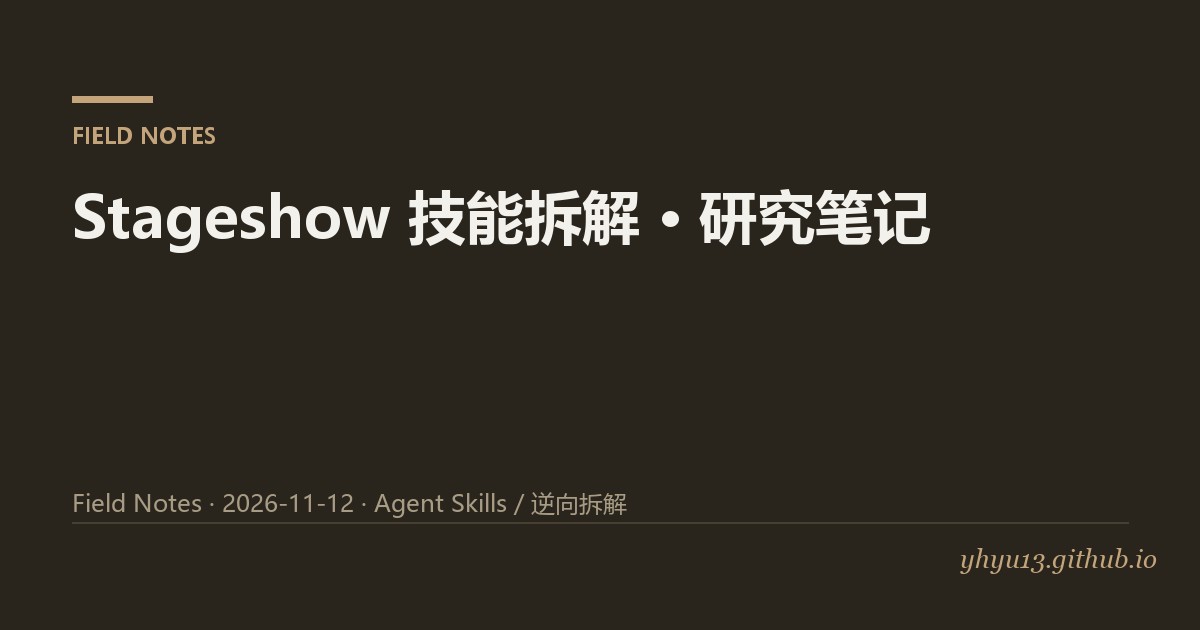 FIELD NOTES
Stageshow 技能拆解 • 研究笔记
Field Notes · 2026-11-12 · Agent Skills / 逆向拆解
yhyu13.github.io